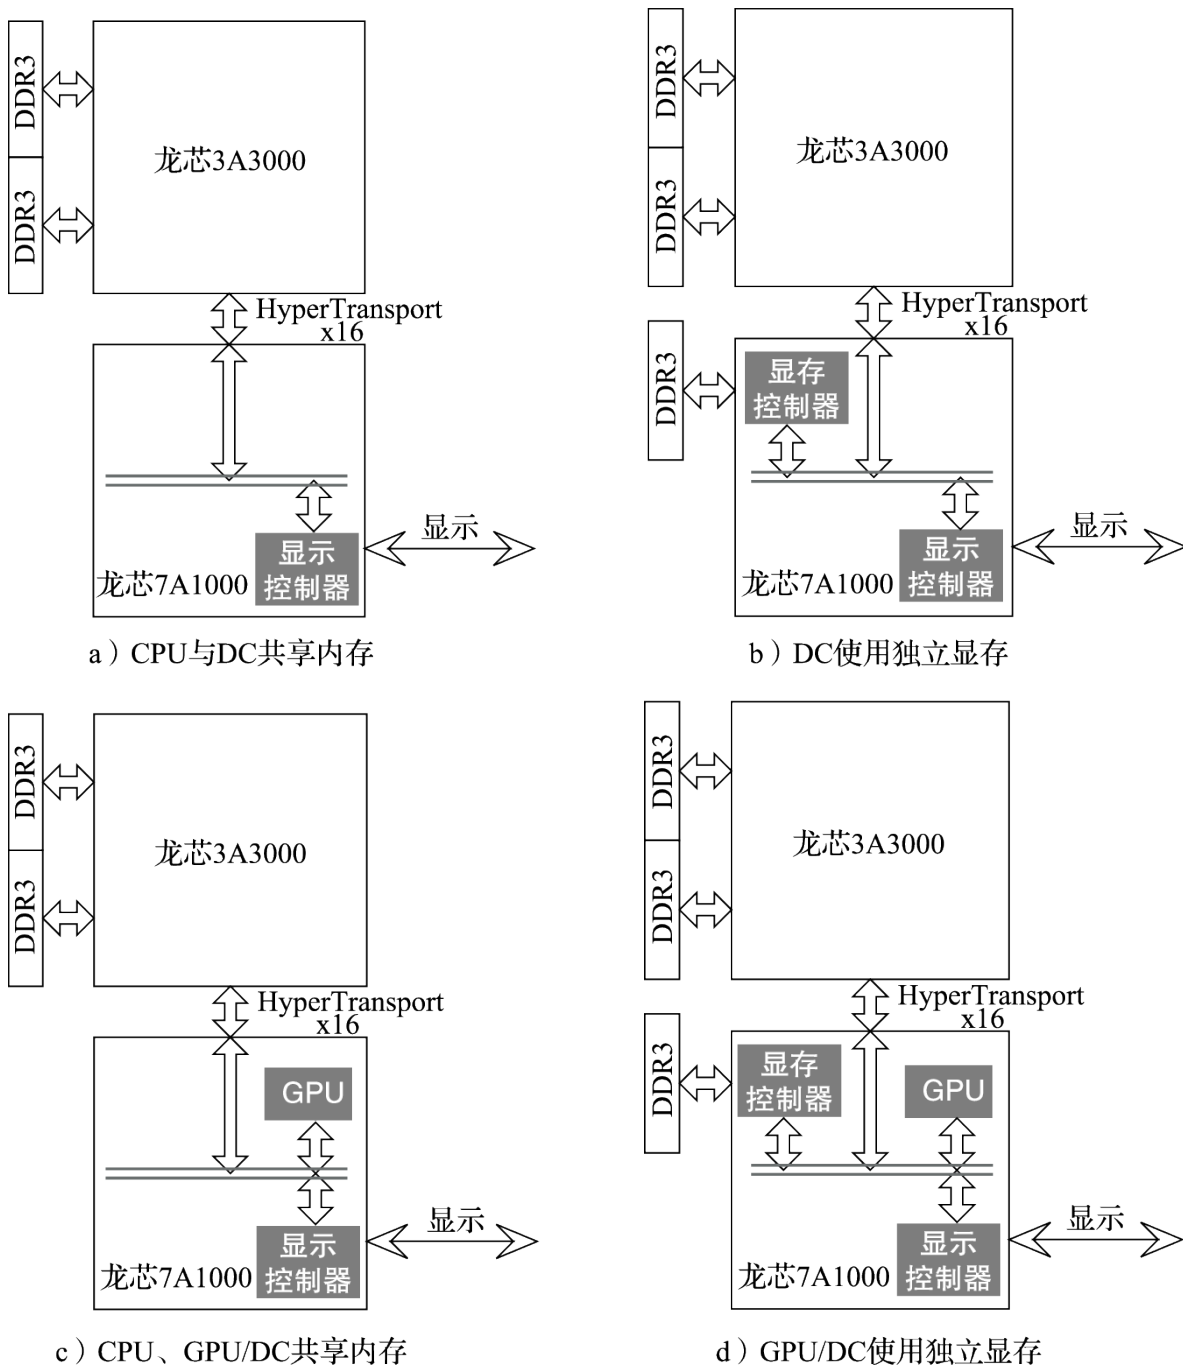 DDR3
DDR3
龙芯3A3000
HyperTransport
x16
显示
控制器
龙芯7A1000
显示
a）CPU与DC共享内存
DDR3
DDR3
龙芯3A3000
HyperTransport
x16
DDR3
显存
控制器
显示
控制器
龙芯7A1000
显示
b）DC使用独立显存
DDR3
DDR3
龙芯3A3000
HyperTransport
x16
GPU
显示
控制器
龙芯7A1000
显示
c）CPU、GPU/DC共享内存
DDR3
DDR3
龙芯3A3000
HyperTransport
x16
DDR3
显存
控制器
GPU
显示
控制器
龙芯7A1000
显示
d）GPU/DC使用独立显存